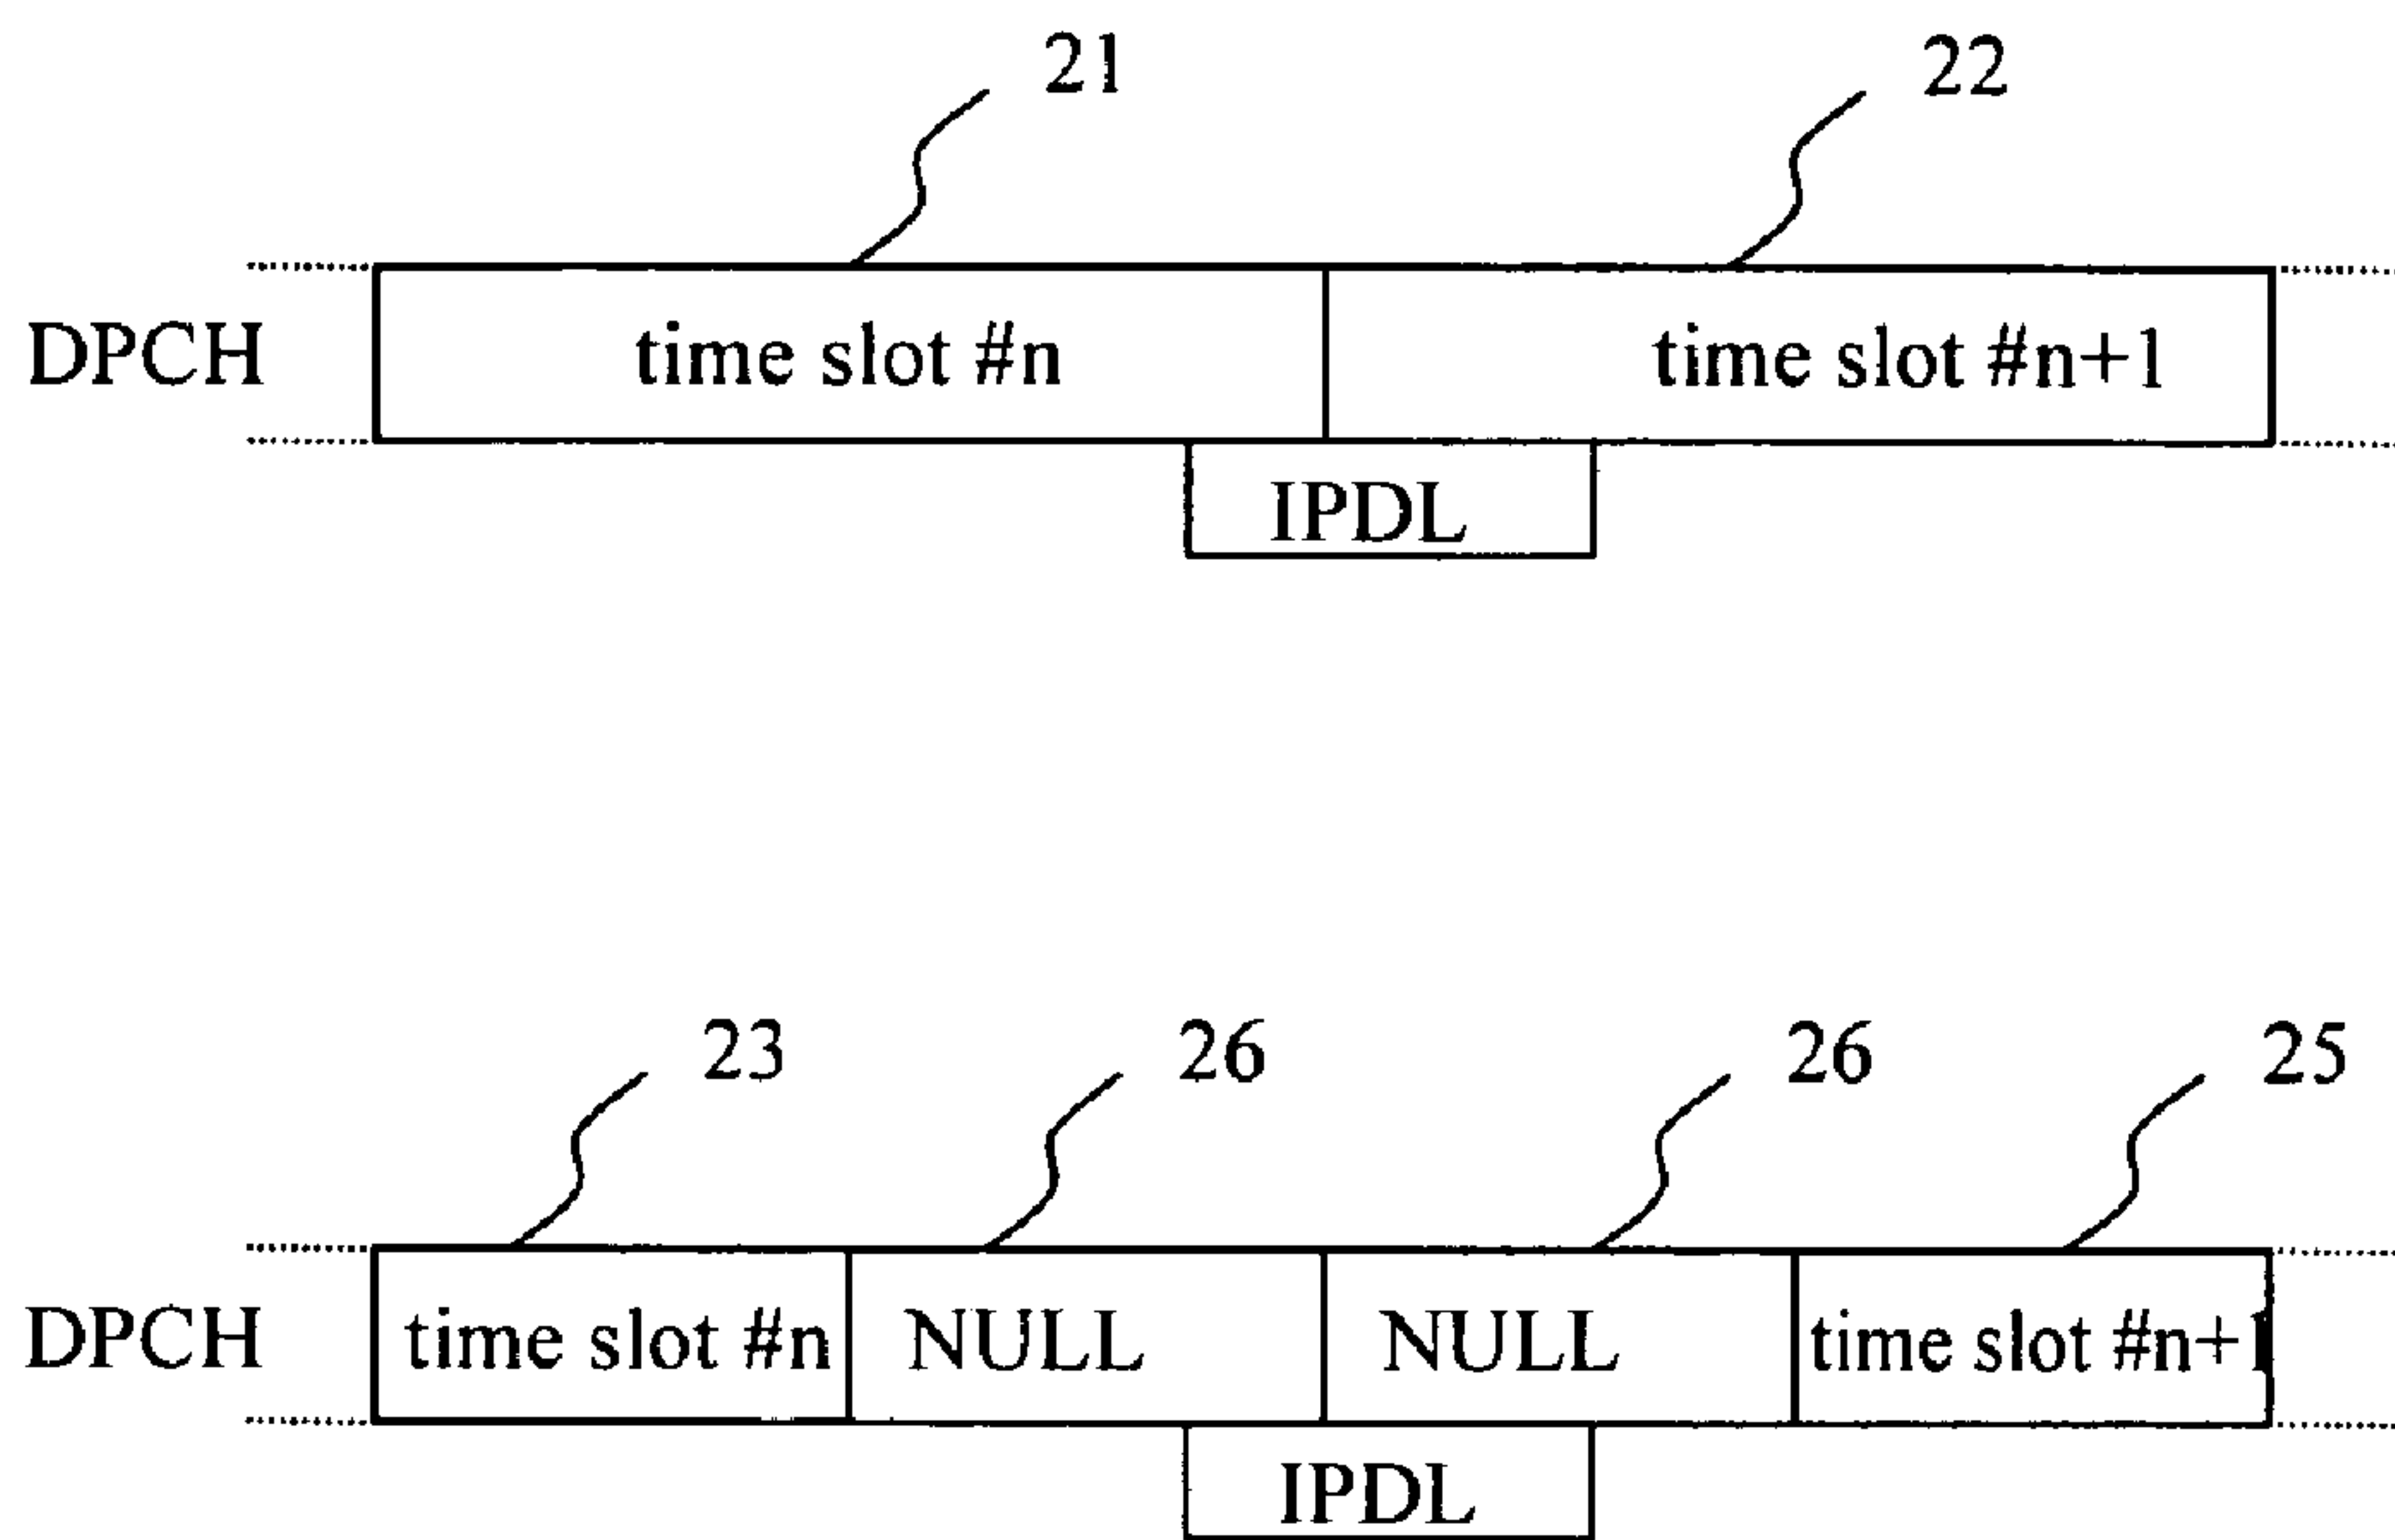 21 22
DPCH time slot #n time slot #n+1
IPDL
23 26 26 25
DPCH time slot #n NULL NULL time slot #n+1
IPDL